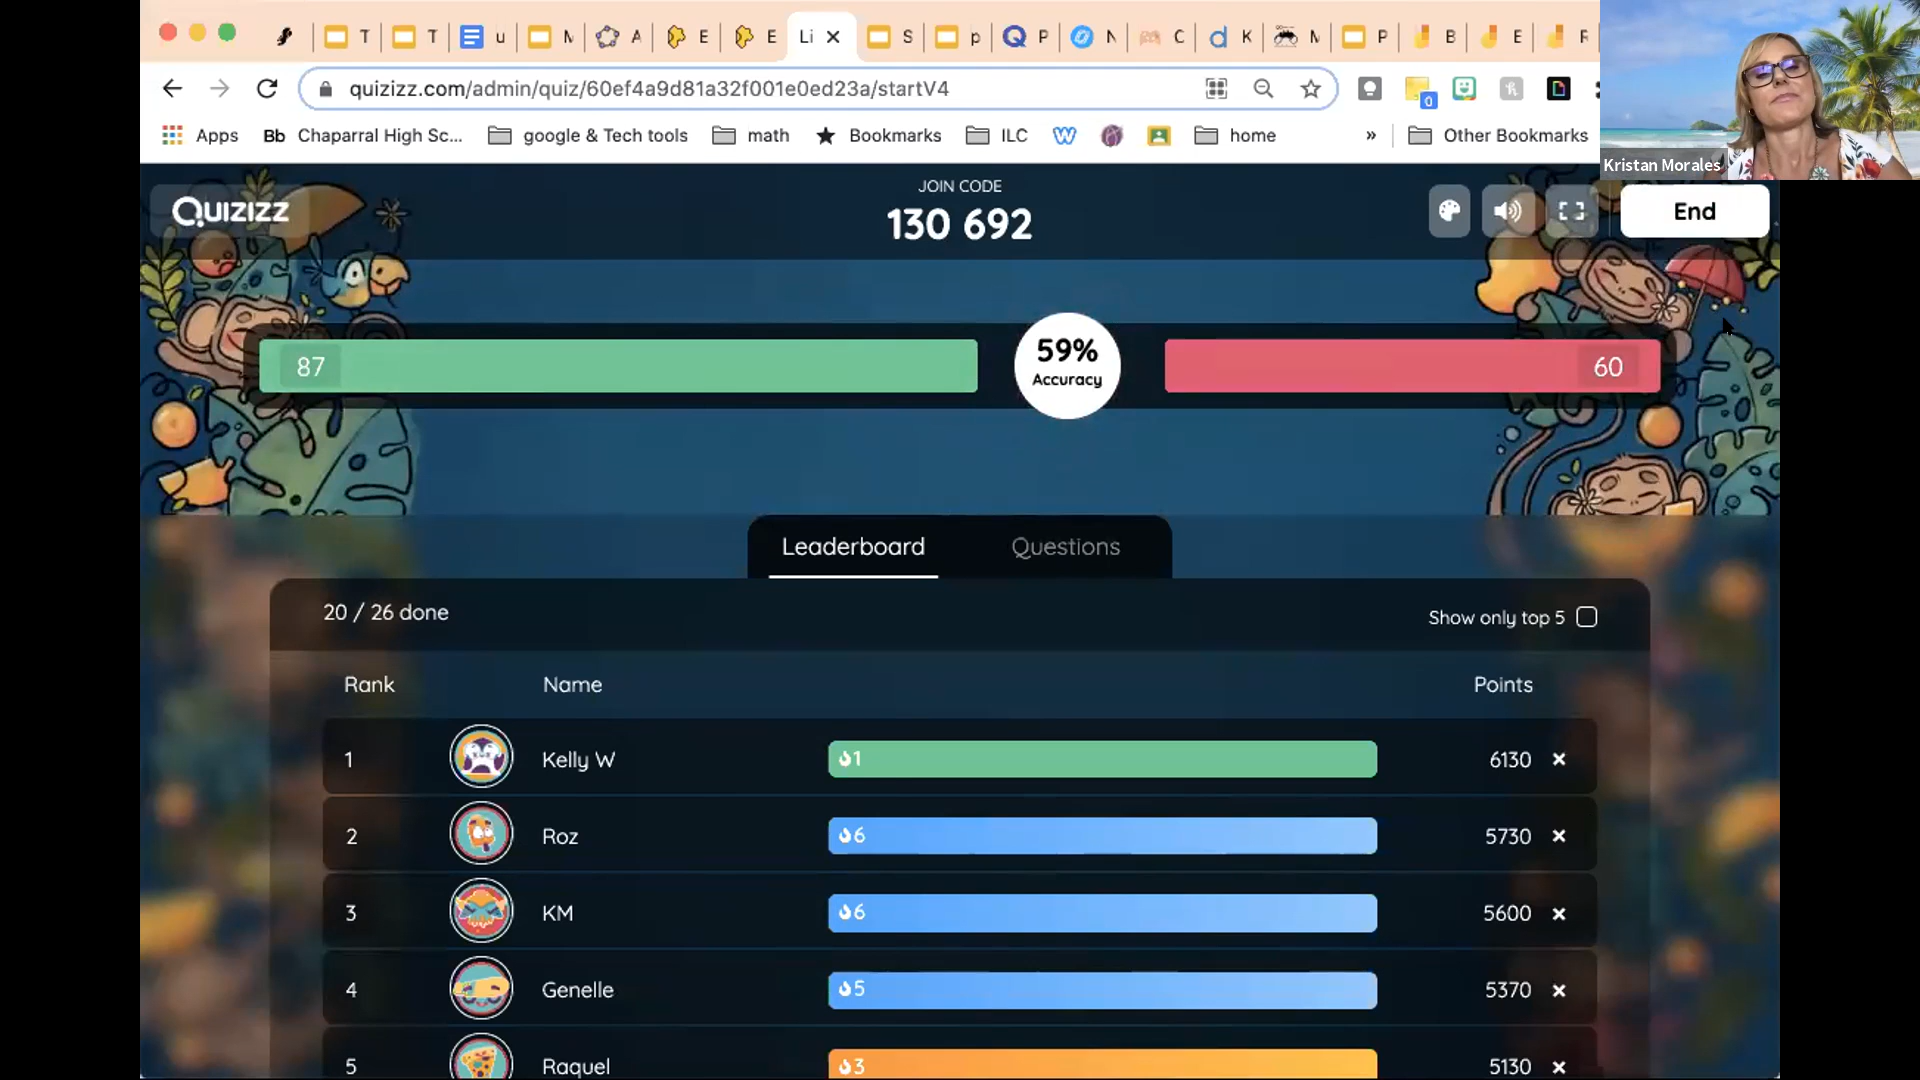 T
T
u
M
A
E
E
Li
S
p
P
N
C
K
M
P
B
E
F
quizizz.com/admin/quiz/60ef4a9d81a32f001e0ed23a/startV4
0
Apps
Bb Chaparral High Sc...
google & Tech tools
math
Bookmarks
ILC
home
»
Other Bookmarks
Kristan Morales
Quizizz
JOIN CODE
130 692
End
87
59%
Accuracy
60
Leaderboard
Questions
20 / 26 done
Show only top 5
Rank Name Points
1 Kelly W 1 6130
2 Roz 6 5730
3 KM 6 5600
4 Genelle 5 5370
5 Raquel 3 5130